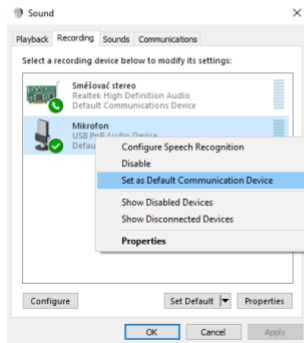 Sound
Playback Recording Sounds Communications
Select a recording device below to modify its settings:
Směšovač stereo
Realtek High Definition Audio
Default Communications Device
Mikrofon
USB PnP Audio Device
Defau
Configure Speech Recognition
Disable
Set as Default Communication Device
Show Disabled Devices
Show Disconnected Devices
Properties
Configure Set Default Properties
OK Cancel Apply